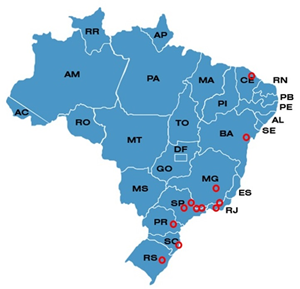 RR AP
AM PA MA CE RN
PB
PI PE
AC AL
RO TO SE
MT BA
DF
GO
MS MG ES
SP RJ
PR
SC
RS